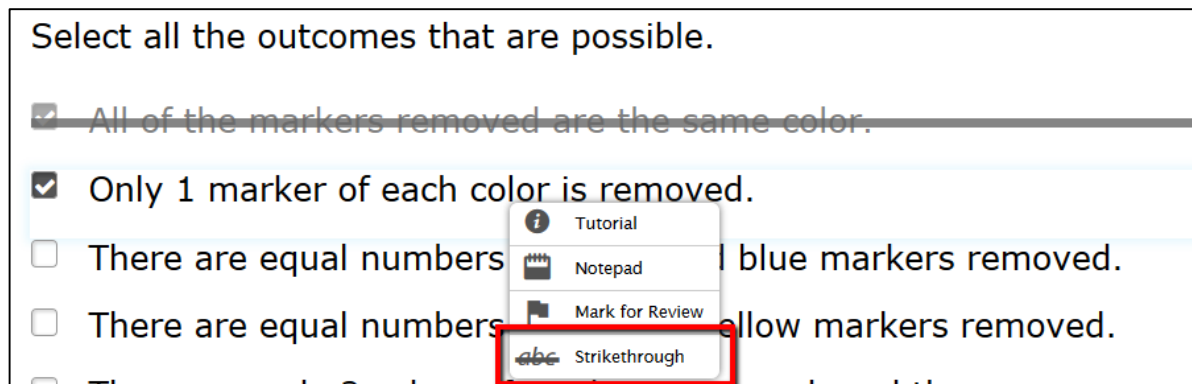 Select all the outcomes that are possible.
All of the markers removed are the same color.
Only 1 marker of each color is removed.
Tutorial
There are equal numbers blue markers removed.
Notepad
Mark for Review
There are equal numbers ellow markers removed.
abc Strikethrough